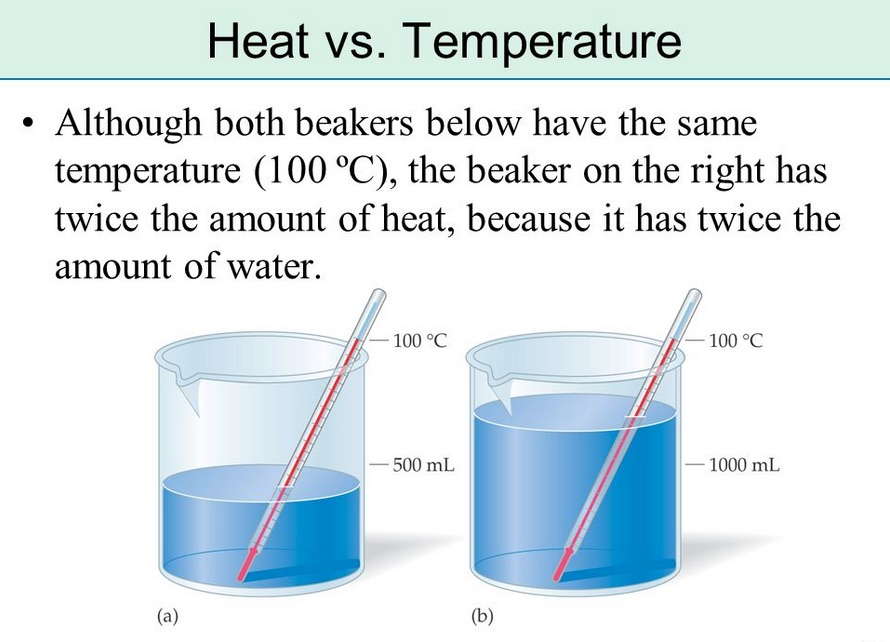 Heat vs. Temperature
• Although both beakers below have the same
temperature (100 ºC), the beaker on the right has
twice the amount of heat, because it has twice the
amount of water.
100 °C
500 mL
(a)
100 °C
1000 mL
(b)